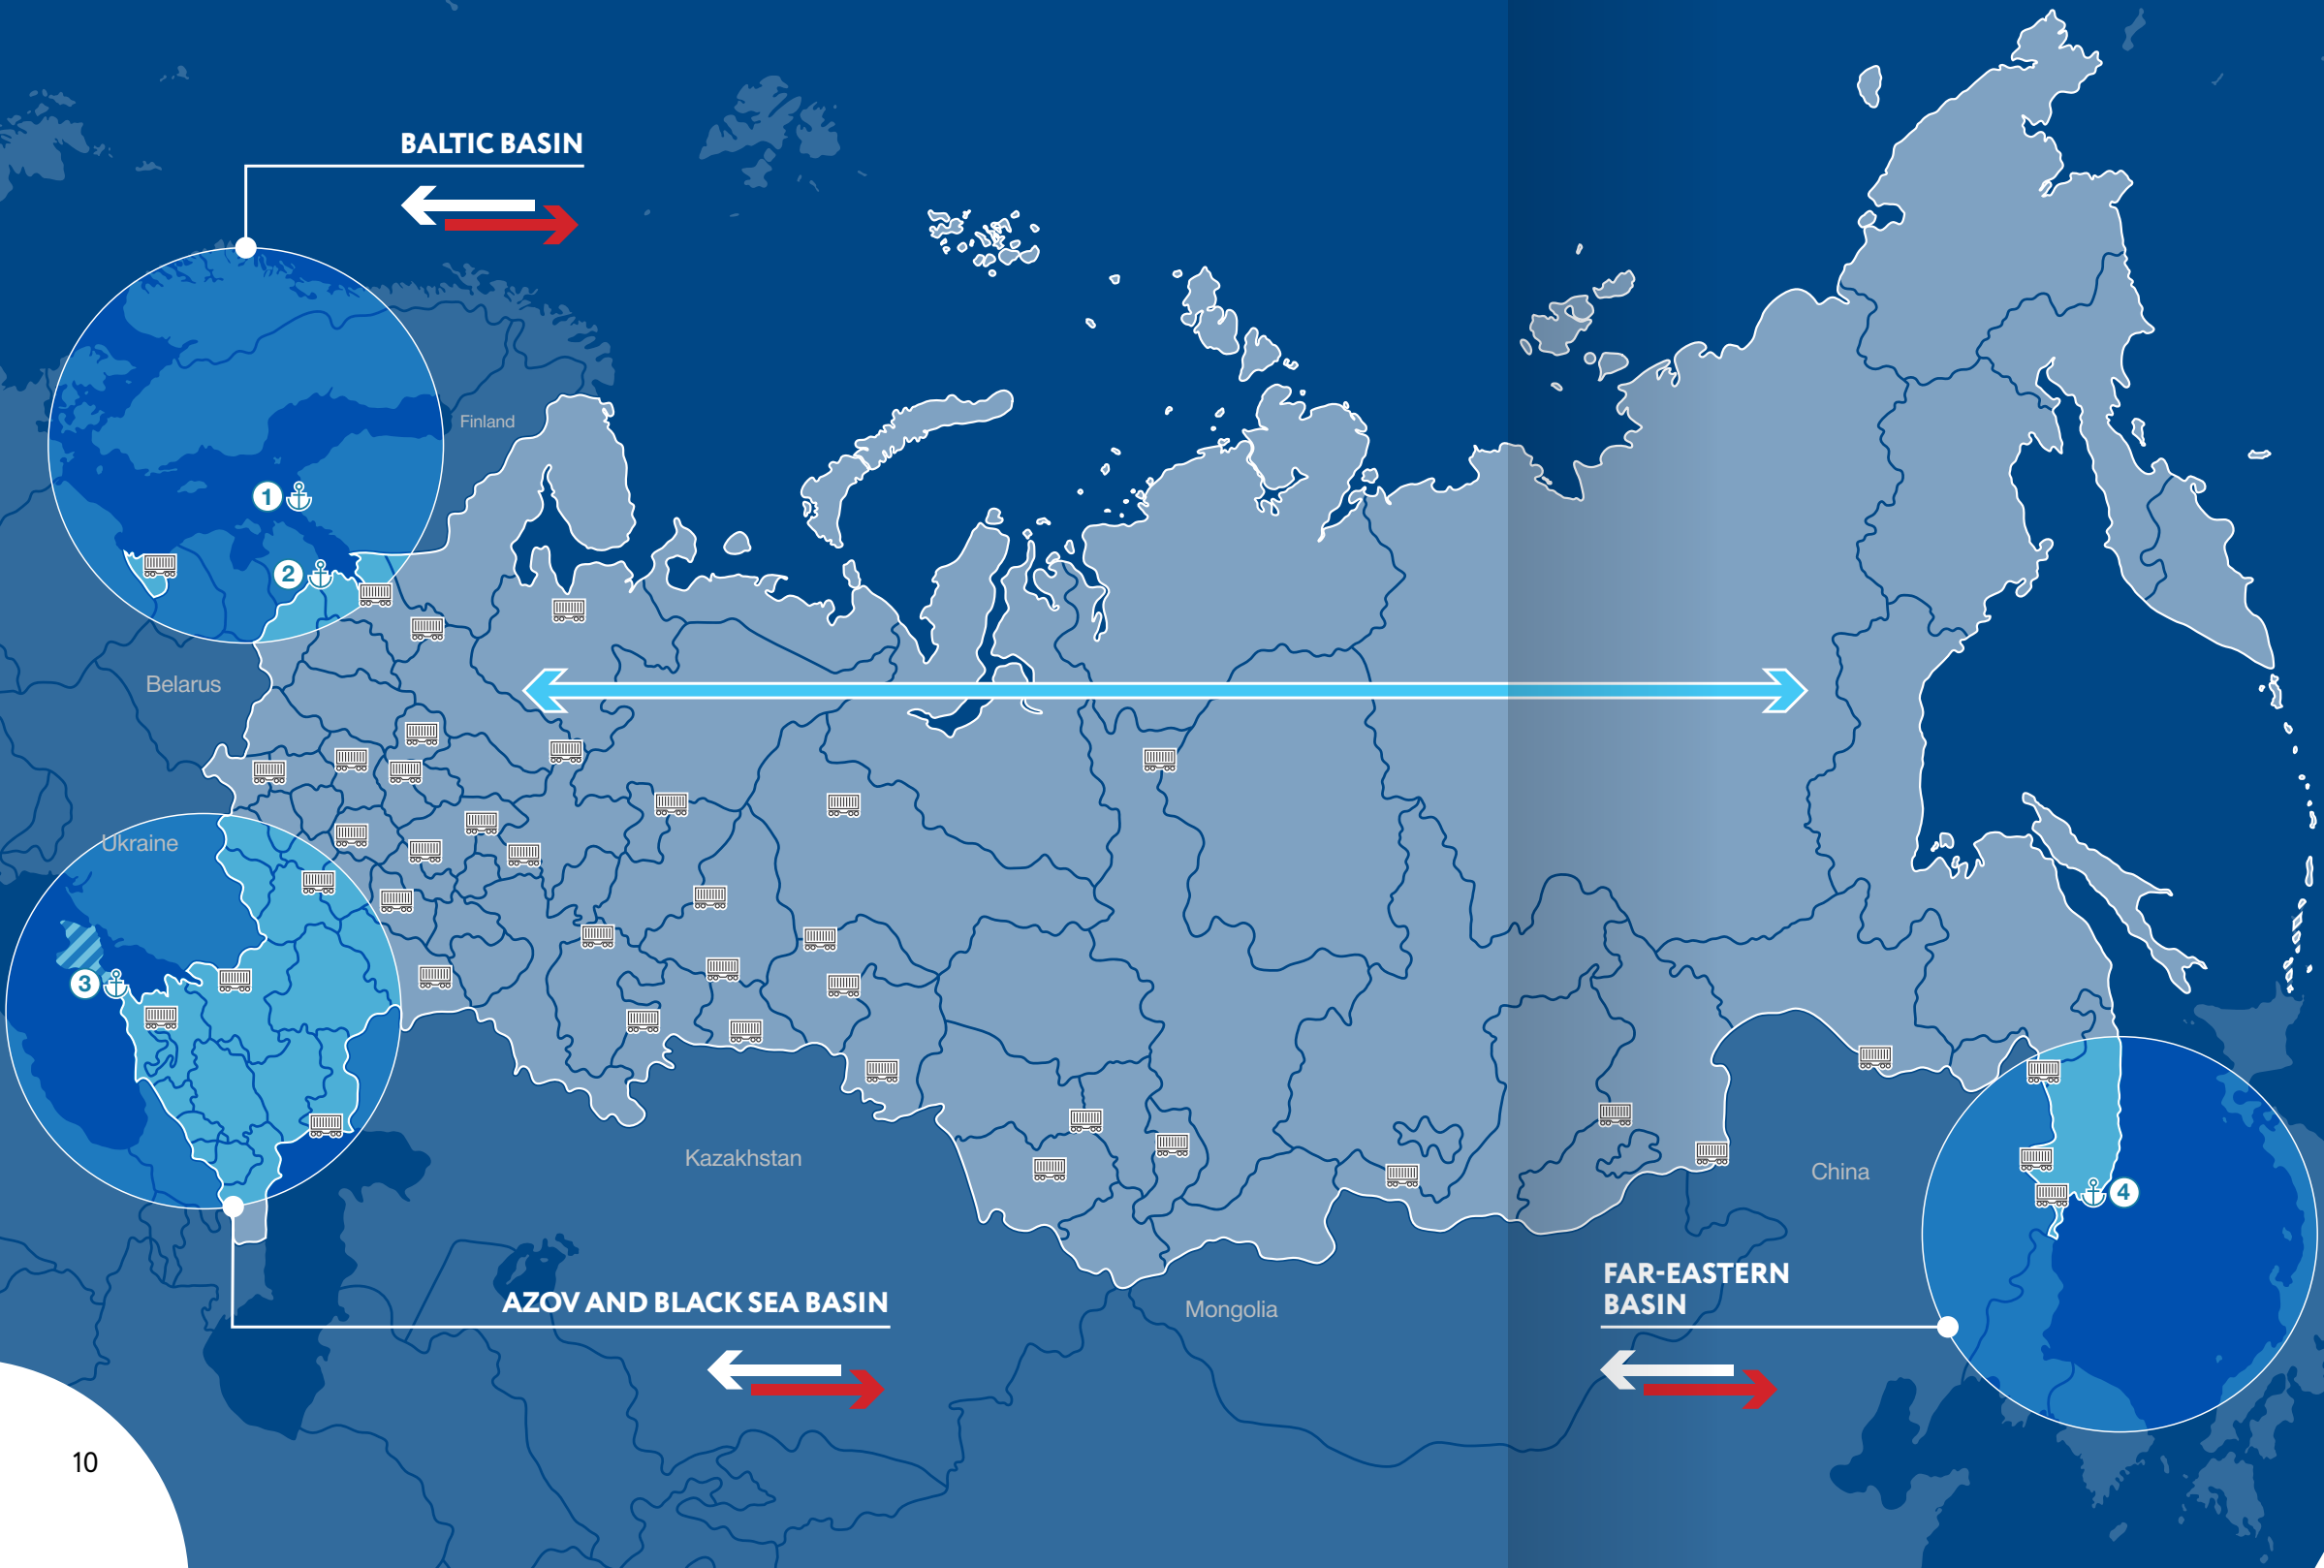 BALTIC BASIN
Finland
1
2
Belarus
Ukraine
3
Kazakhstan
China
4
FAR-EASTERN
BASIN
AZOV AND BLACK SEA BASIN
Mongolia
10